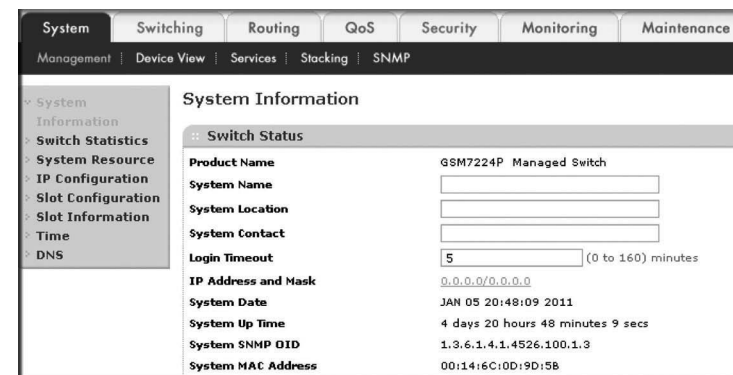 System Switching Routing QoS Security Monitoring Maintenance
Management Device View Services Stacking SNMP
System Information
Switch Statistics
System Resource
IP Configuration
Slot Configuration
Slot Information
Time
DNS
System Information
Switch Status
Product Name GSM7224P Managed Switch
System Name
System Location
System Contact
Login Timeout 5 (0 to 160) minutes
IP Address and Mask 0.0.0.0/0.0.0.0
System Date JAN 05 20:48:09 2011
System Up Time 4 days 20 hours 48 minutes 9 secs
System SNMP OID 1.3.6.1.4.1.4526.100.1.3
System MAC Address 00:14:6C:0D:9D:5B